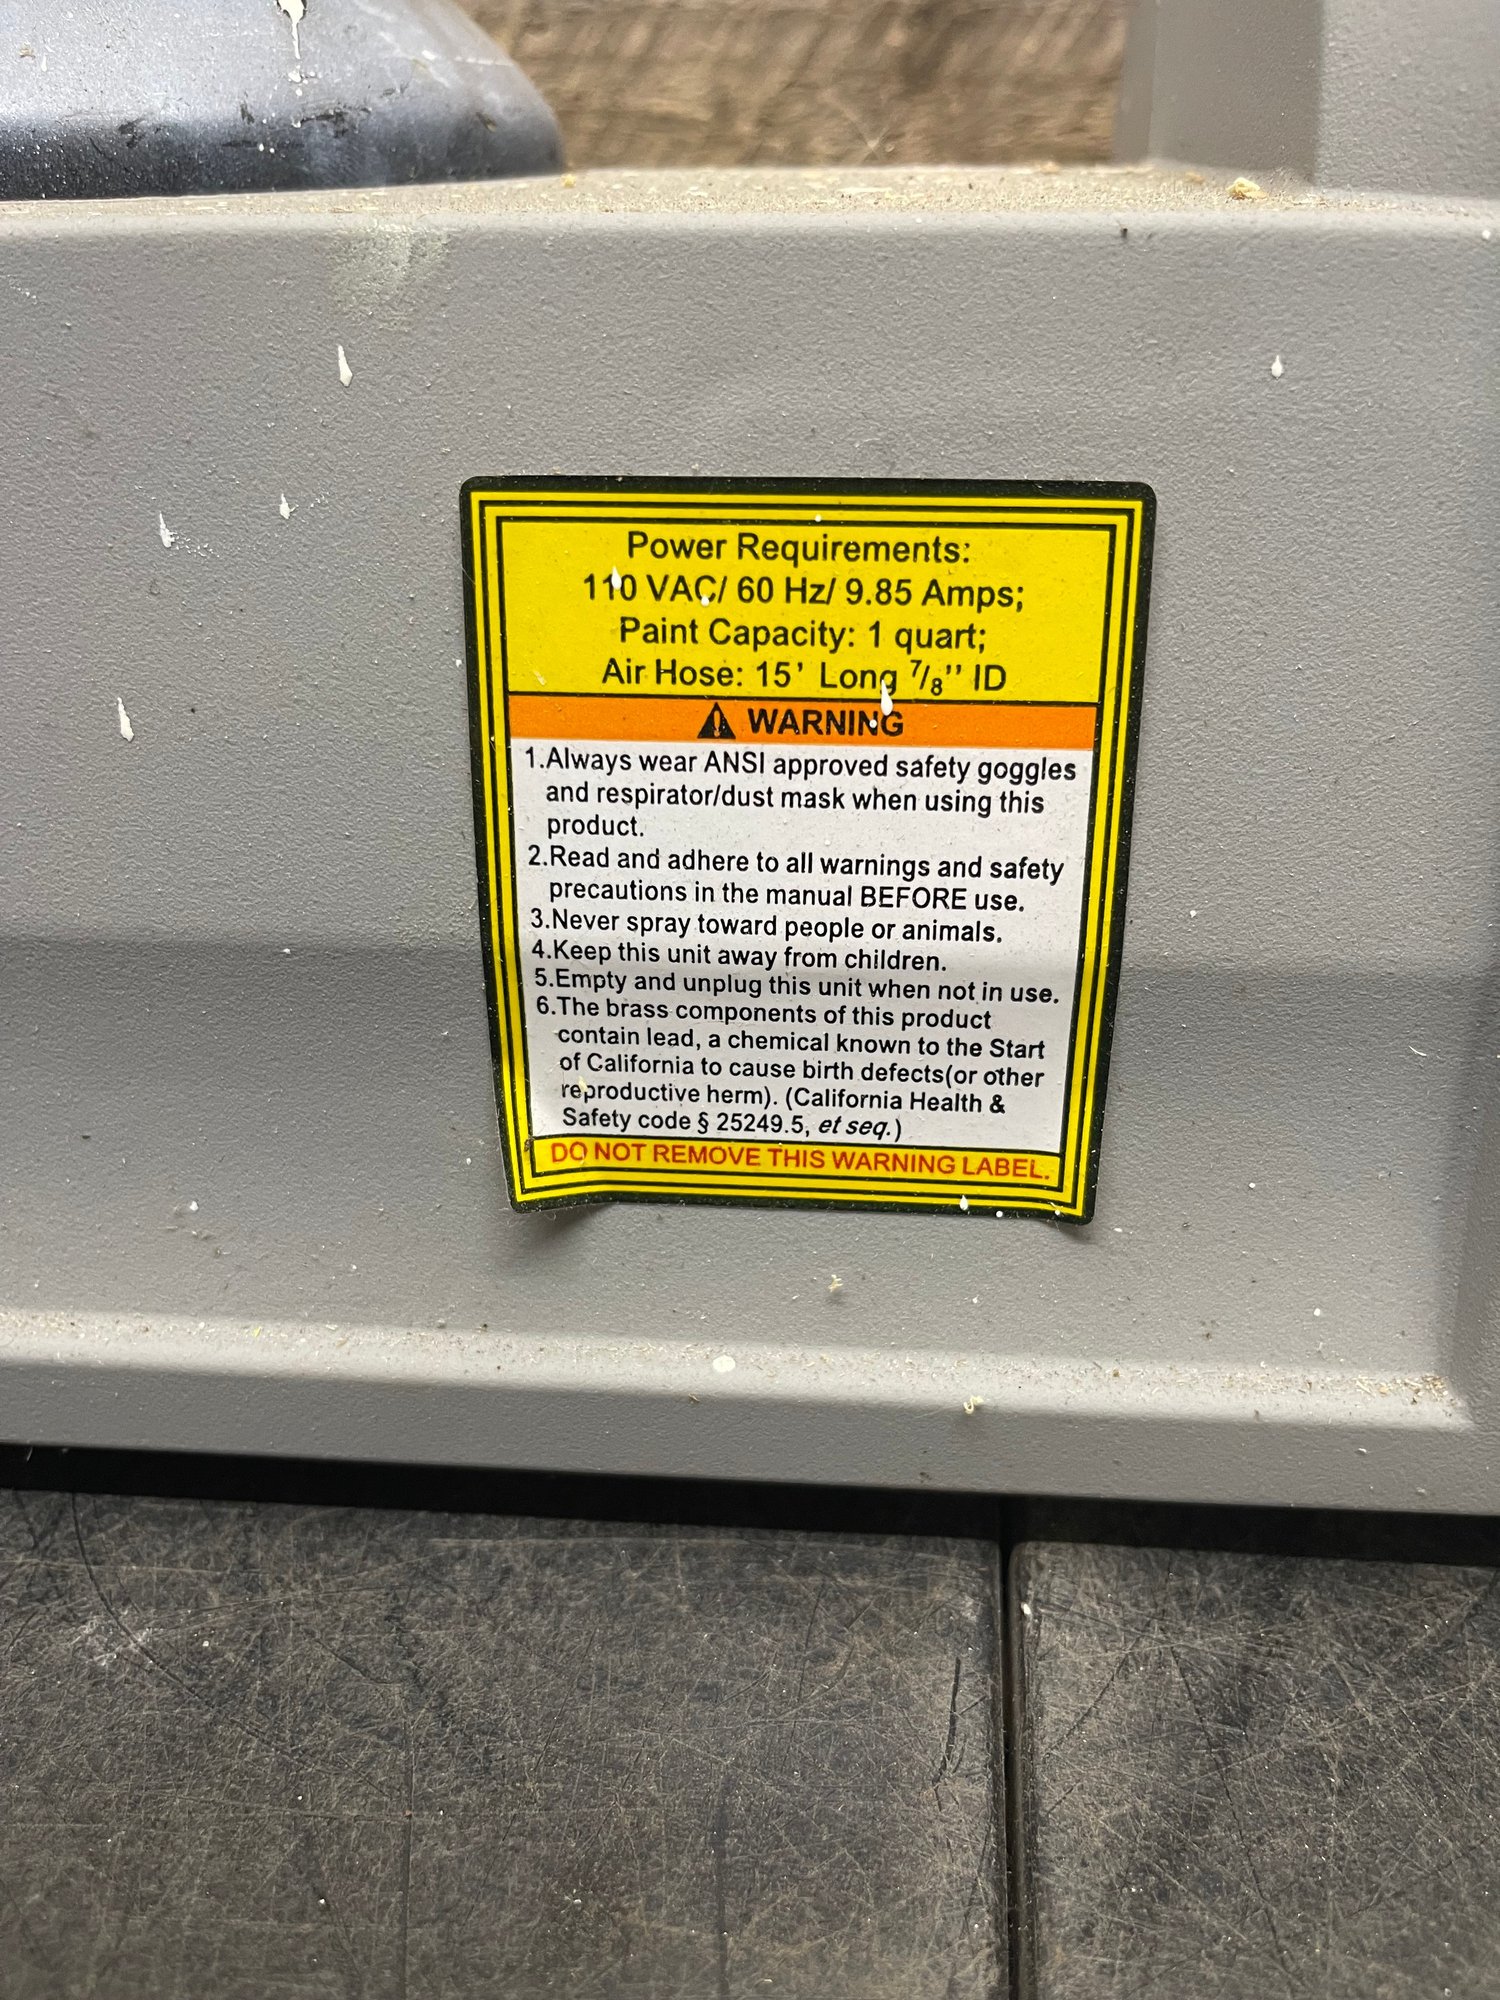 Power Requirements:
110 VAC/ 60 Hz/ 9.85 Amps;
Paint Capacity: 1 quart;
Air Hose: 15' Long 7/8'' ID
WARNING
1.Always wear ANSI approved safety goggles
and respirator/dust mask when using this
product.
2.Read and adhere to all warnings and safety
precautions in the manual BEFORE use.
3.Never spray toward people or animals.
4.Keep this unit away from children.
5.Empty and unplug this unit when not in use.
6.The brass components of this product
contain lead, a chemical known to the Start
of California to cause birth defects(or other
reproductive herm). (California Health &
Safety code § 25249.5, et seq.)
DO NOT REMOVE THIS WARNING LABEL.